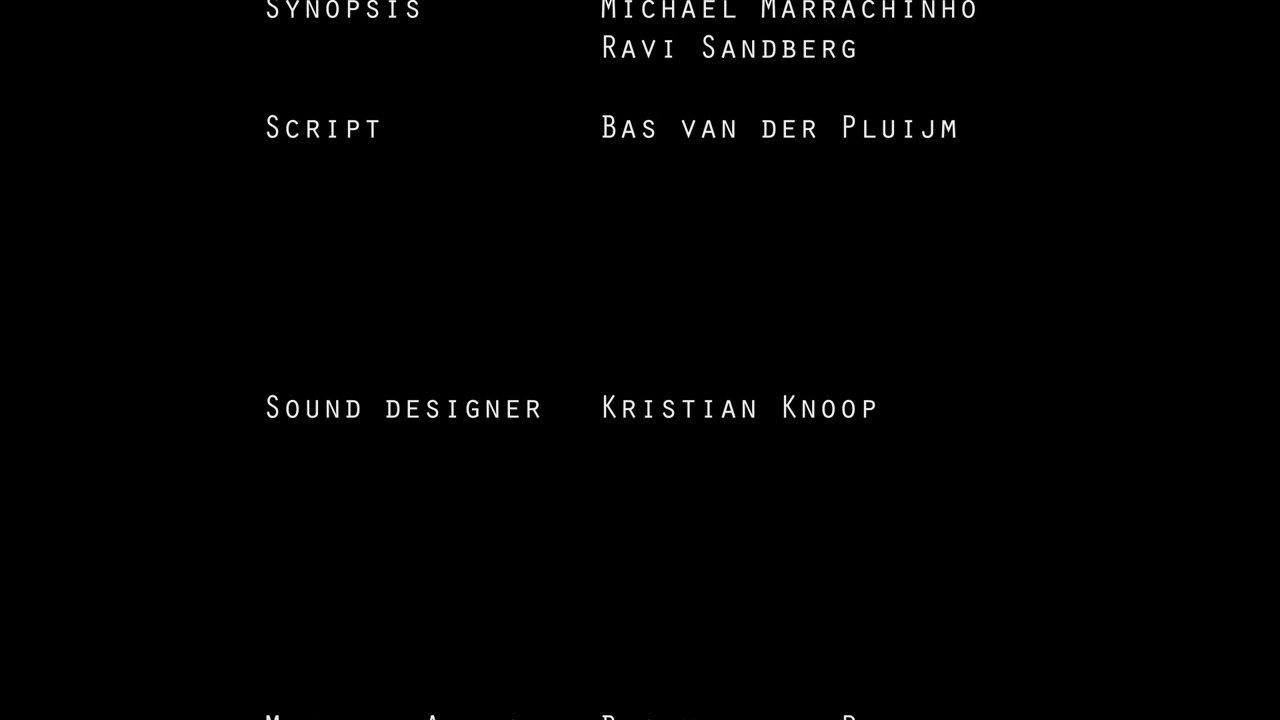 Synopsis Michael Marrachinho
Ravi Sandberg
Script Bas van der Pluijm
Sound designer Kristian Knoop